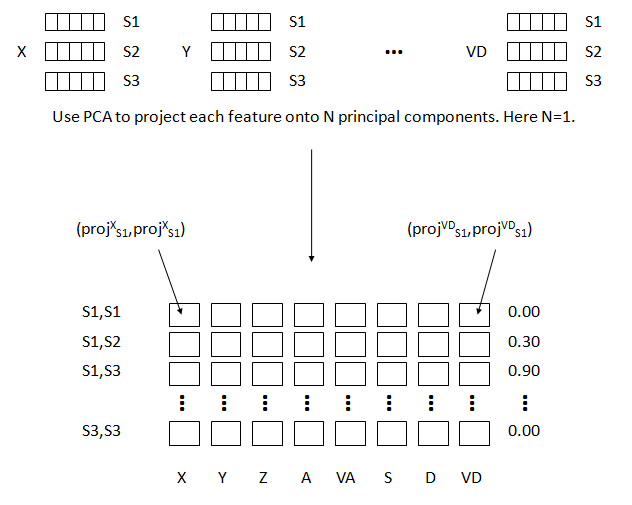 S1 S1 S1
X S2 Y S2 ... VD S2
S3 S3 S3
Use PCA to project each feature onto N principal components. Here N=1.
(proj^X_S1,proj^X_S1) (proj^VD_S1,proj^VD_S1)
S1,S1 0.00
S1,S2 0.30
S1,S3 0.90
S3,S3 0.00
X Y Z A VA S D VD